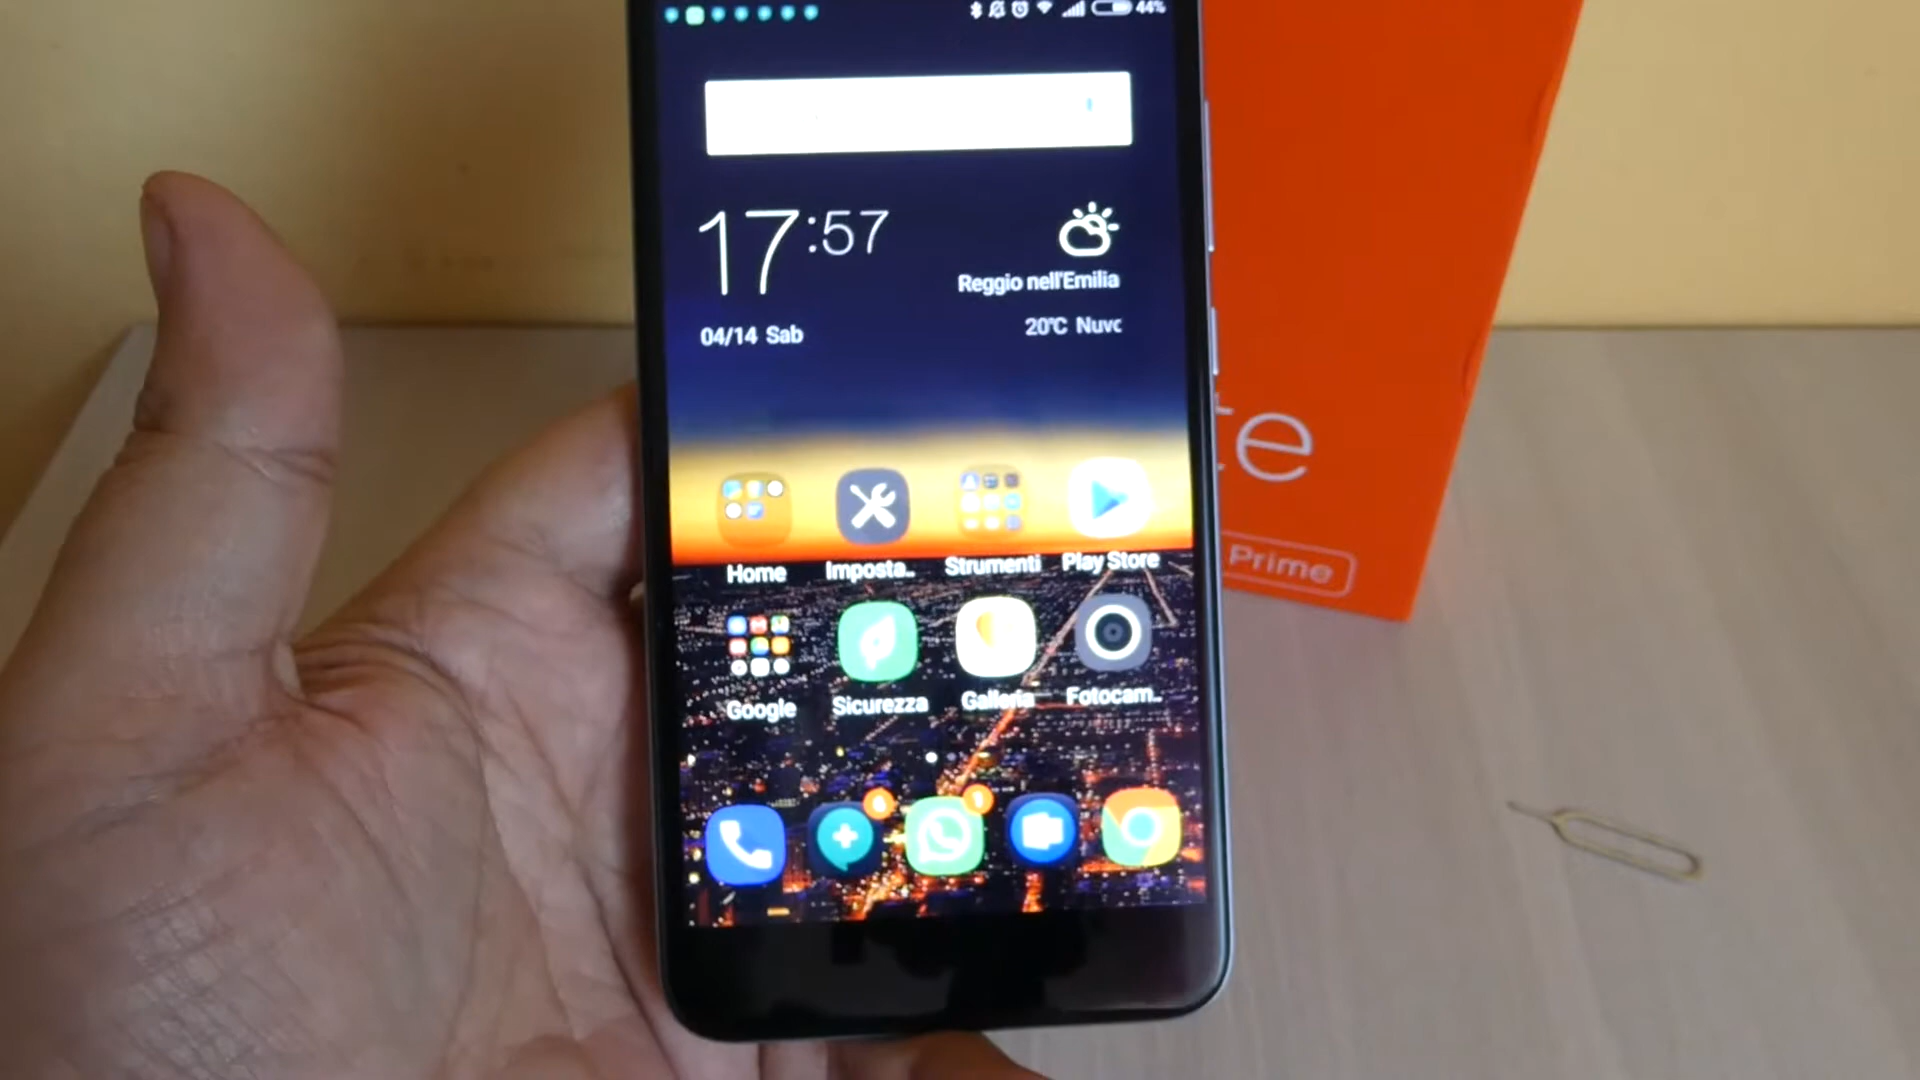 44%
17:57
Reggio nell'Emilia
04/14 Sab
20°C Nuvc
te
Prime
Home
Imposta..
Strumenti
Play Store
Google
Sicurezza
Galleria
Fotocam..